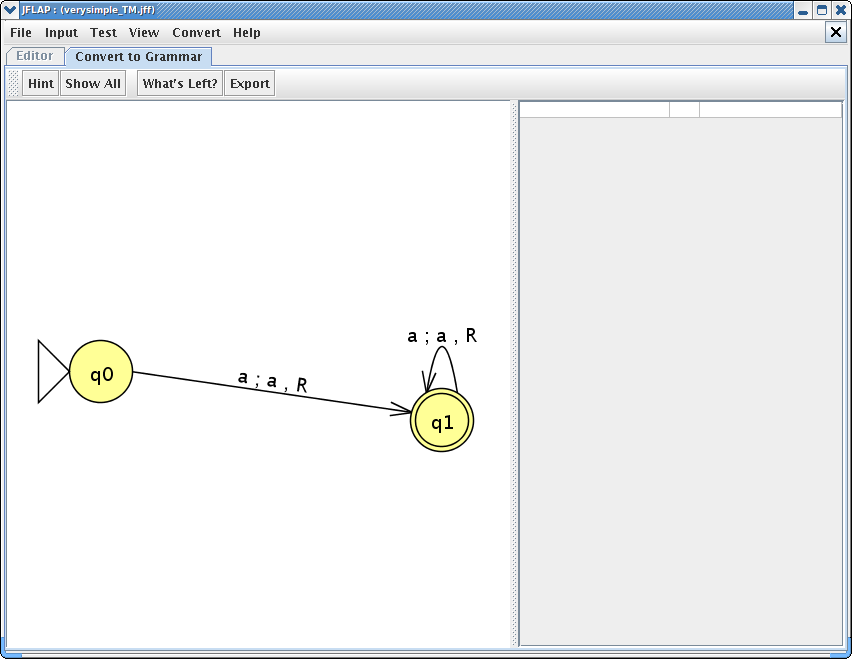 JFLAP : (verysimple_TM.jff)
File Input Test View Convert Help
Editor Convert to Grammar
Hint Show All What's Left? Export
a ; a , R
q0
a ; a , R
q1